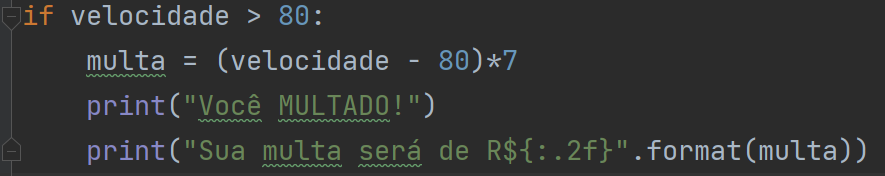 if velocidade > 80:
    multa = (velocidade - 80)*7
    print("Você MULTADO!")
    print("Sua multa será de R${:.2f}".format(multa))